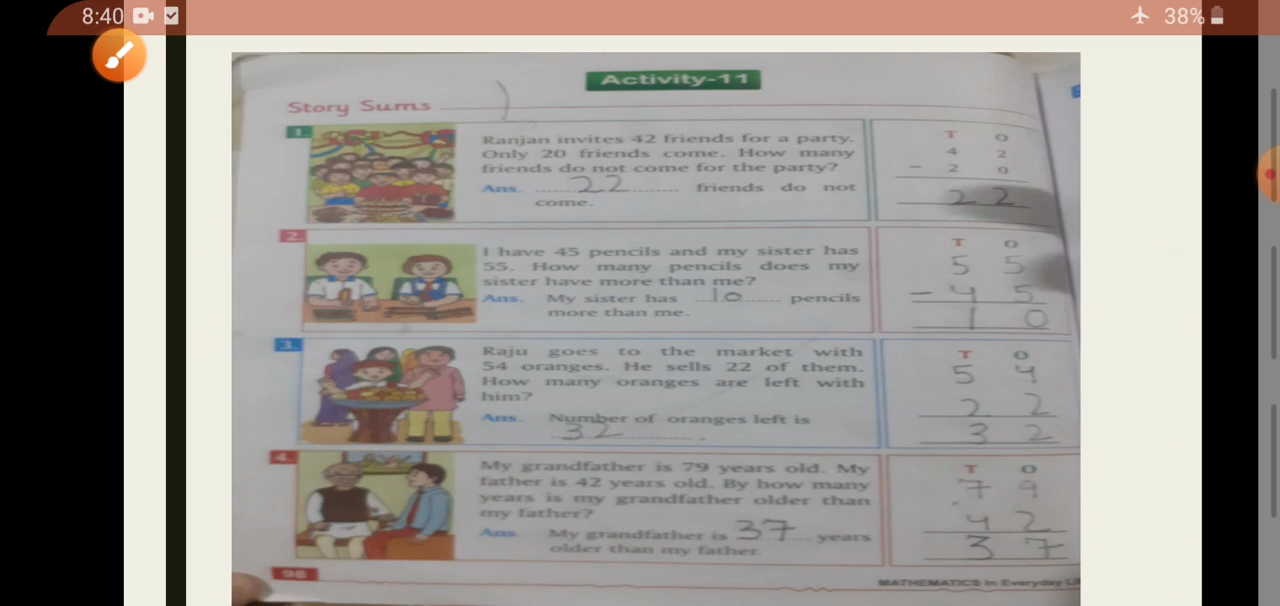 8:40
38%
Activity-11
Story Sums
1.
Ranjan invites 42 friends for a party.
Only 20 friends come. How many
friends do not come for the party?
Ans. 22 friends do not
come.
T O
4 2
- 2 0
2 2
2.
I have 45 pencils and my sister has
55. How many pencils does my
sister have more than me?
Ans. My sister has 10 pencils
more than me.
T O
5 5
- 4 5
1 0
3.
Raju goes to the market with
54 oranges. He sells 22 of them.
How many oranges are left with
him?
Ans. Number of oranges left is
32 .
T O
5 4
2 2
3 2
4.
My grandfather is 79 years old. My
father is 42 years old. By how many
years is my grandfather older than
my father?
Ans. My grandfather is 37 years
older than my father.
T O
7 9
4 2
3 7
98
MATHEMATICS in Everyday